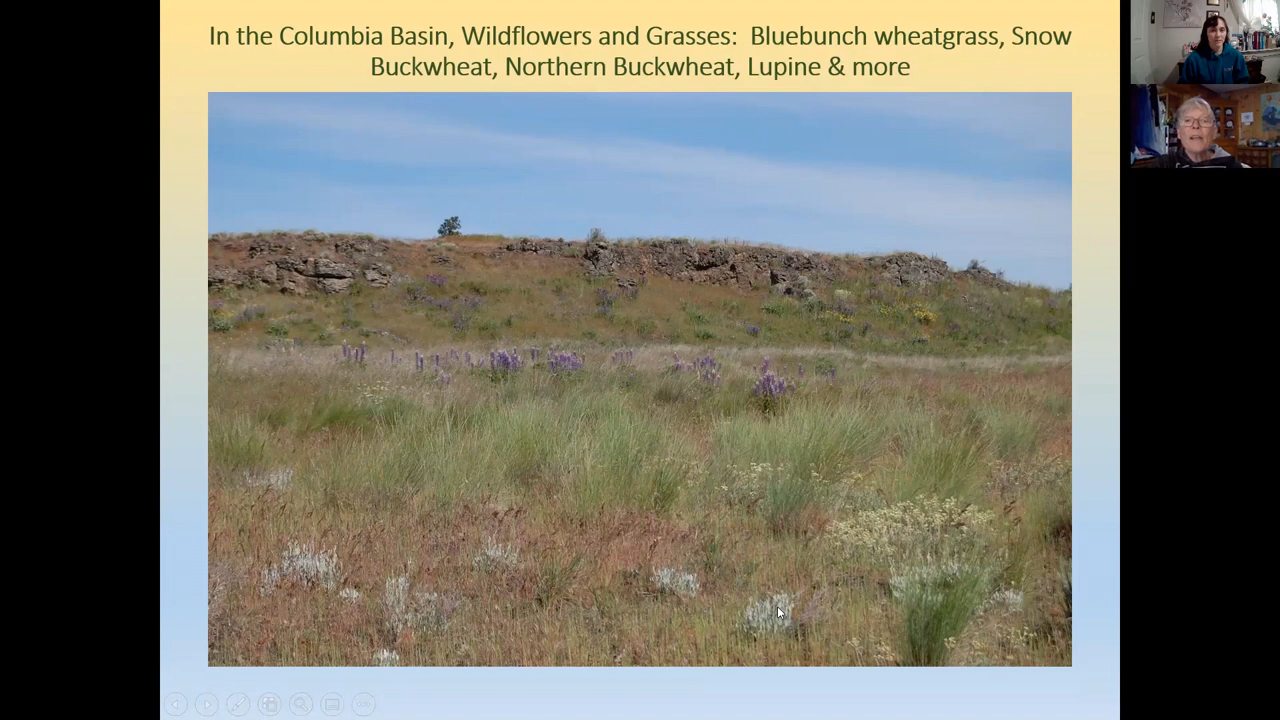 In the Columbia Basin, Wildflowers and Grasses:  Bluebunch wheatgrass, Snow
Buckwheat, Northern Buckwheat, Lupine & more